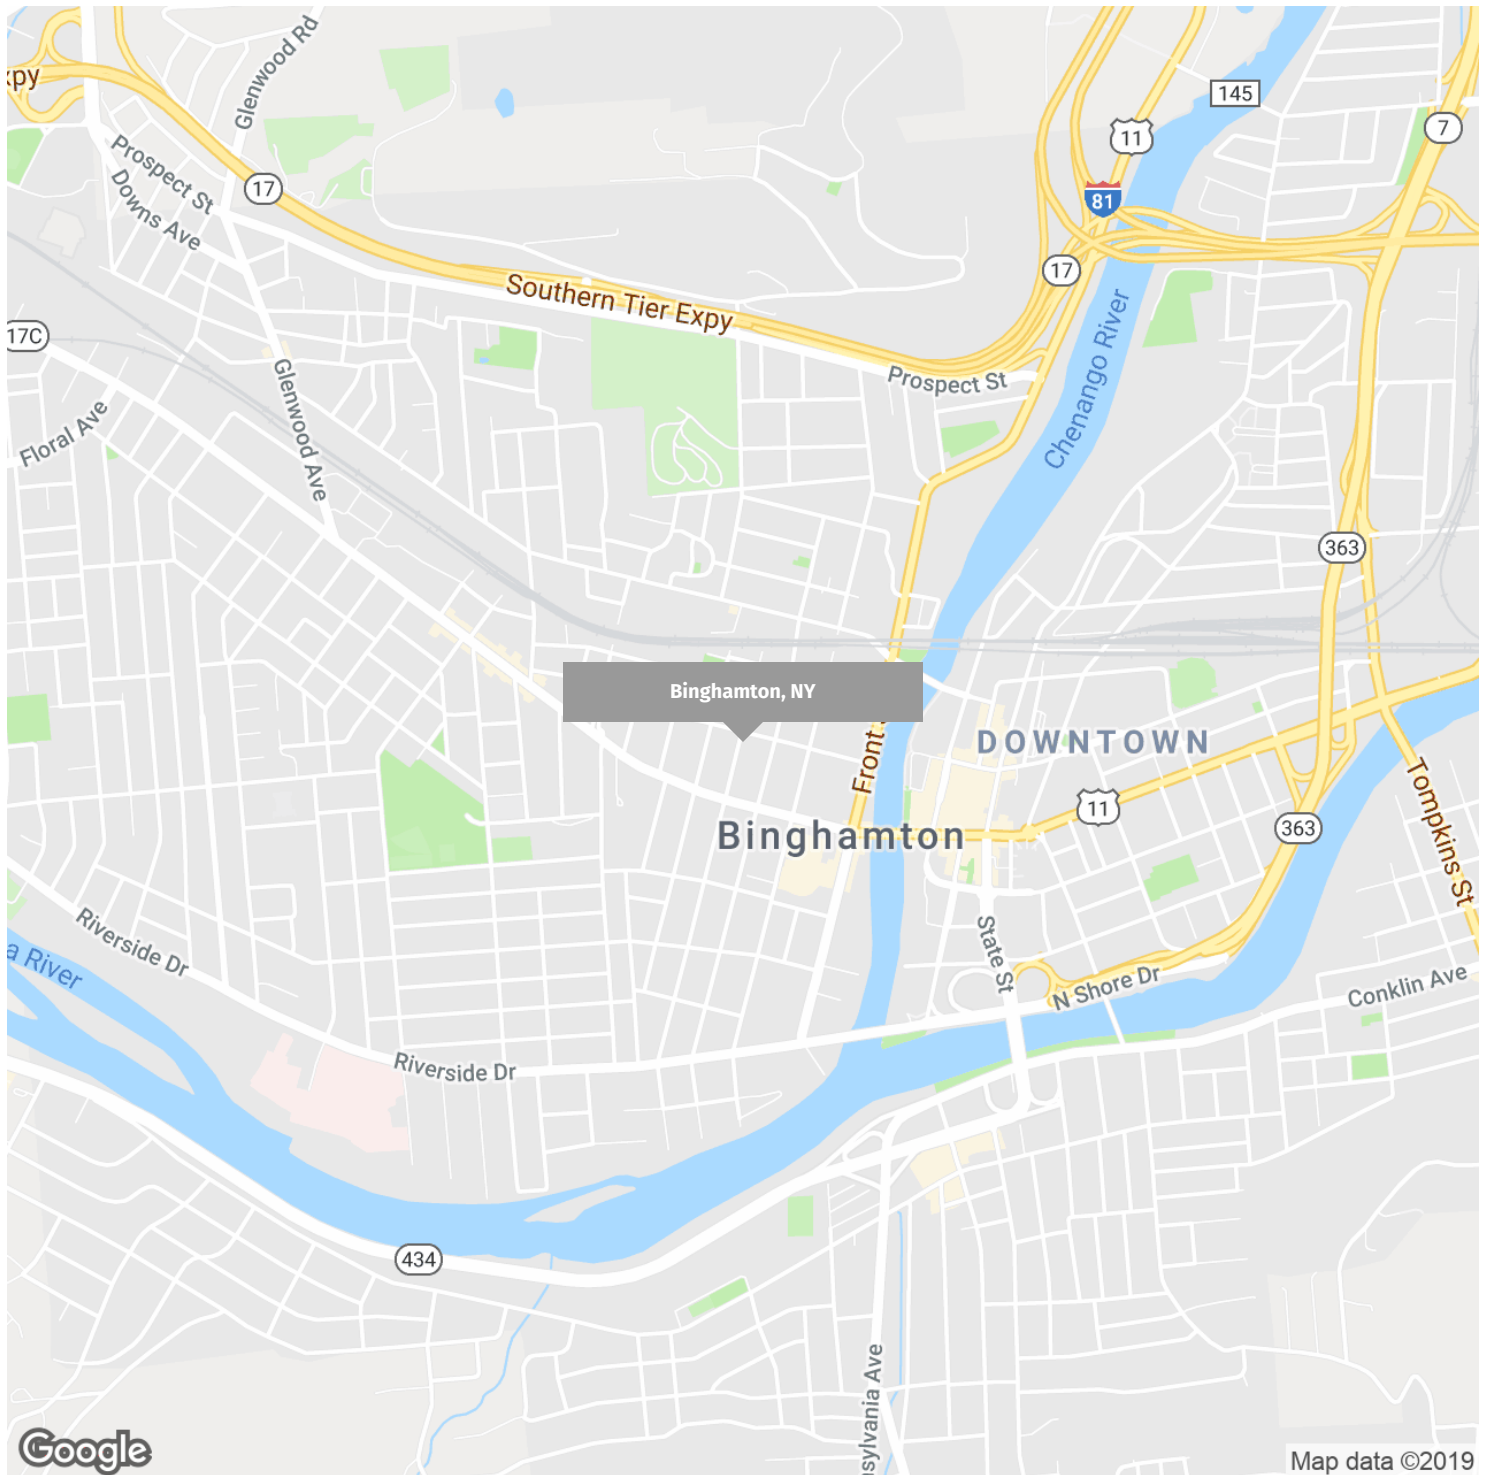 Glenwood Rd
xpy
145
11
7
Prospect St
17
81
Downs Ave
17
Southern Tier Expy
Chenango River
17C
Prospect St
Glenwood Ave
Floral Ave
363
Binghamton, NY
Front
DOWNTOWN
11
Tompkins St
363
Binghamton
Riverside Dr
State St
a River
N Shore Dr
Conklin Ave
Riverside Dr
434
nsylvania Ave
Google
Map data ©2019